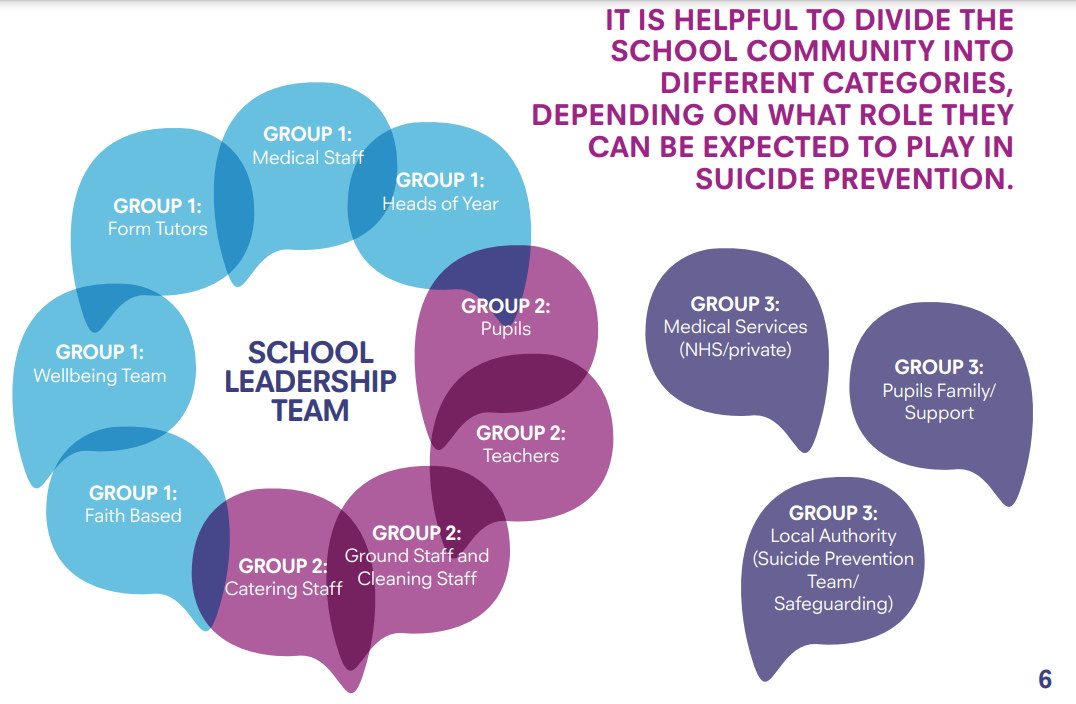 IT IS HELPFUL TO DIVIDE THE
SCHOOL COMMUNITY INTO
DIFFERENT CATEGORIES,
DEPENDING ON WHAT ROLE THEY
CAN BE EXPECTED TO PLAY IN
SUICIDE PREVENTION.
GROUP 1:
Medical Staff
GROUP 1:
Heads of Year
GROUP 1:
Form Tutors
GROUP 1:
Wellbeing Team
GROUP 1:
Faith Based
SCHOOL
LEADERSHIP
TEAM
GROUP 2:
Pupils
GROUP 2:
Teachers
GROUP 2:
Ground Staff and
Cleaning Staff
GROUP 2:
Catering Staff
GROUP 3:
Medical Services
(NHS/private)
GROUP 3:
Pupils Family/
Support
GROUP 3:
Local Authority
(Suicide Prevention
Team/
Safeguarding)
6